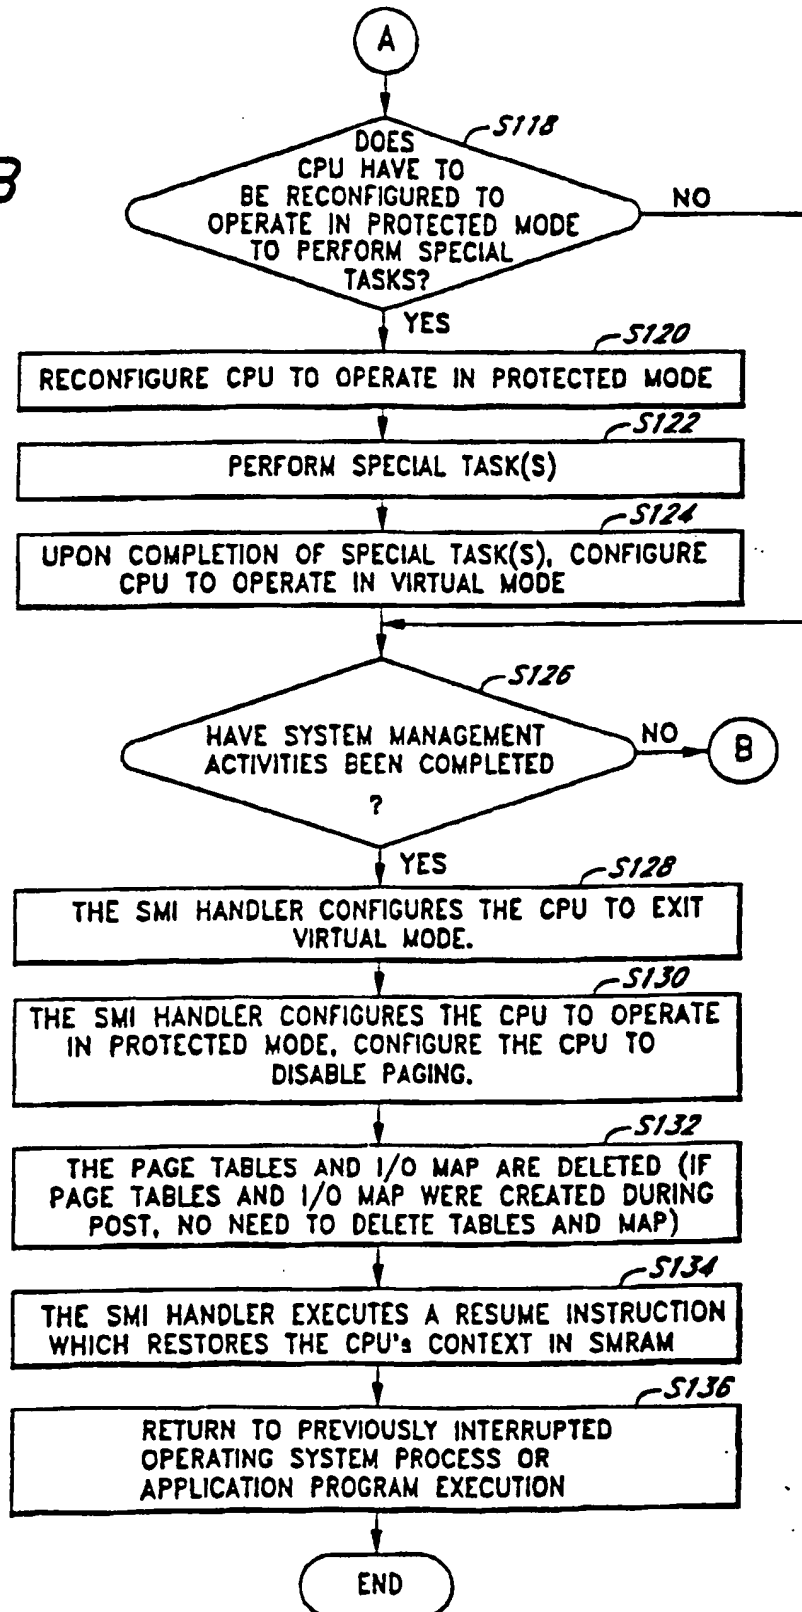 A
S118
DOES
CPU HAVE TO
BE RECONFIGURED TO
OPERATE IN PROTECTED MODE
TO PERFORM SPECIAL
TASKS?
NO
B
YES
S120
RECONFIGURE CPU TO OPERATE IN PROTECTED MODE
S122
PERFORM SPECIAL TASK(S)
S124
UPON COMPLETION OF SPECIAL TASK(S), CONFIGURE
CPU TO OPERATE IN VIRTUAL MODE
S126
HAVE SYSTEM MANAGEMENT
ACTIVITIES BEEN COMPLETED
?
NO
B
YES
S128
THE SMI HANDLER CONFIGURES THE CPU TO EXIT
VIRTUAL MODE.
S130
THE SMI HANDLER CONFIGURES THE CPU TO OPERATE
IN PROTECTED MODE, CONFIGURE THE CPU TO
DISABLE PAGING.
S132
THE PAGE TABLES AND I/O MAP ARE DELETED (IF
PAGE TABLES AND I/O MAP WERE CREATED DURING
POST, NO NEED TO DELETE TABLES AND MAP)
S134
THE SMI HANDLER EXECUTES A RESUME INSTRUCTION
WHICH RESTORES THE CPU's CONTEXT IN SMRAM
S136
RETURN TO PREVIOUSLY INTERRUPTED
OPERATING SYSTEM PROCESS OR
APPLICATION PROGRAM EXECUTION
END